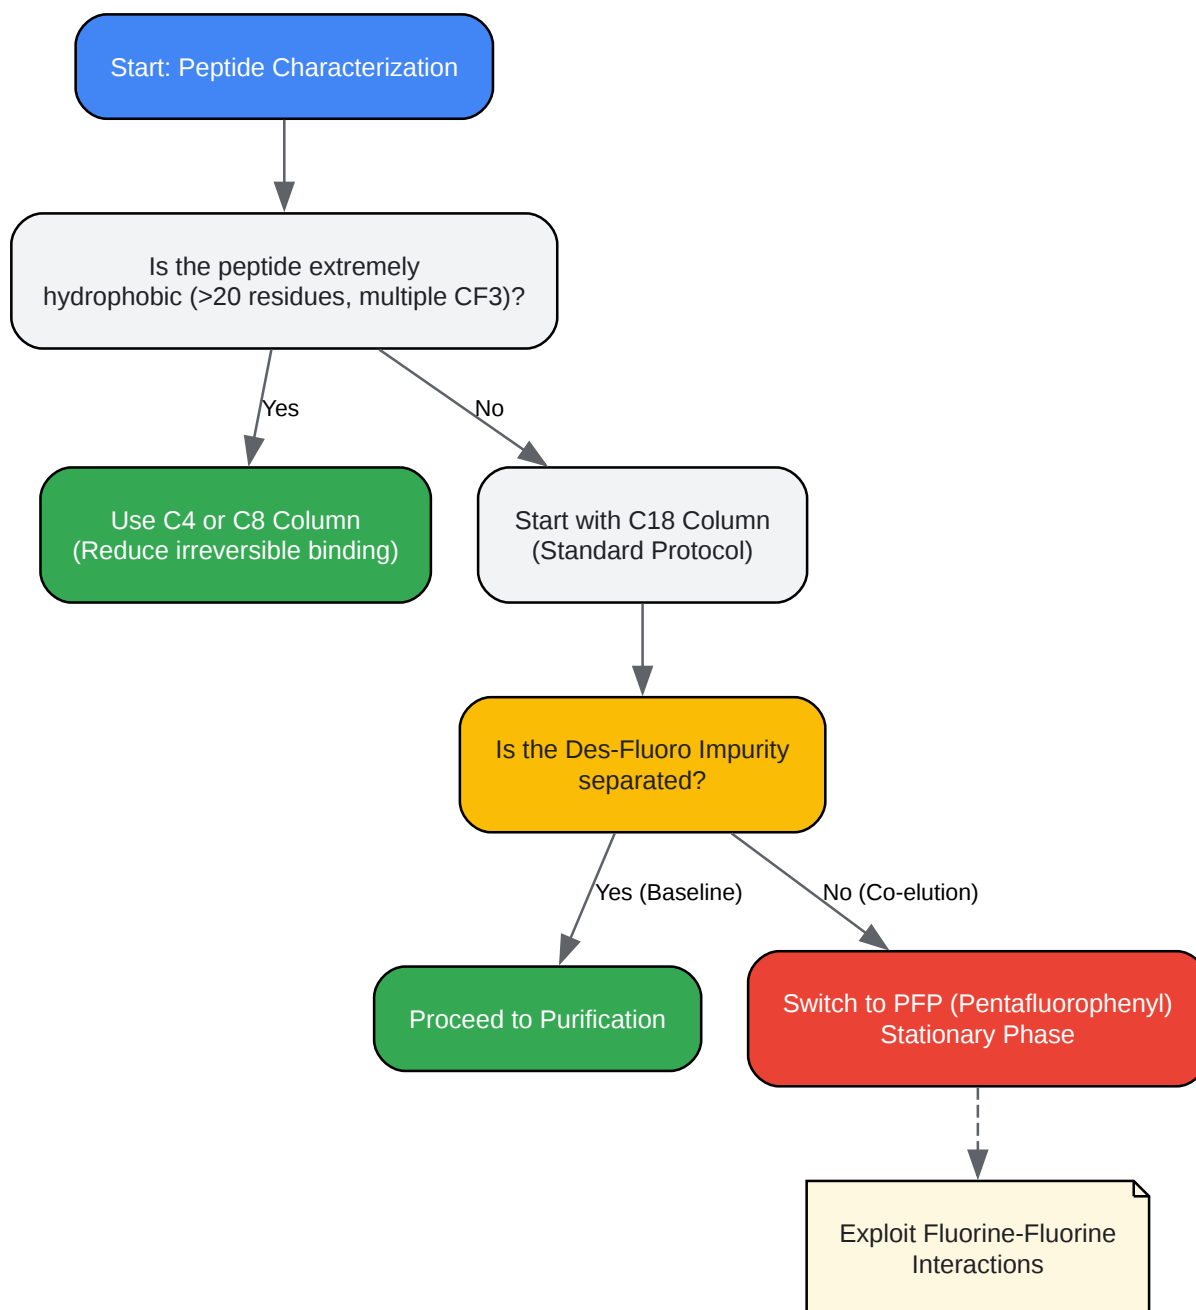 Start: Peptide Characterization
Is the peptide extremely
hydrophobic (>20 residues, multiple CF3)?
Yes
No
Use C4 or C8 Column
(Reduce irreversible binding)
Start with C18 Column
(Standard Protocol)
Is the Des-Fluoro Impurity
separated?
Yes (Baseline)
No (Co-elution)
Proceed to Purification
Switch to PFP (Pentafluorophenyl)
Stationary Phase
Exploit Fluorine-Fluorine
Interactions